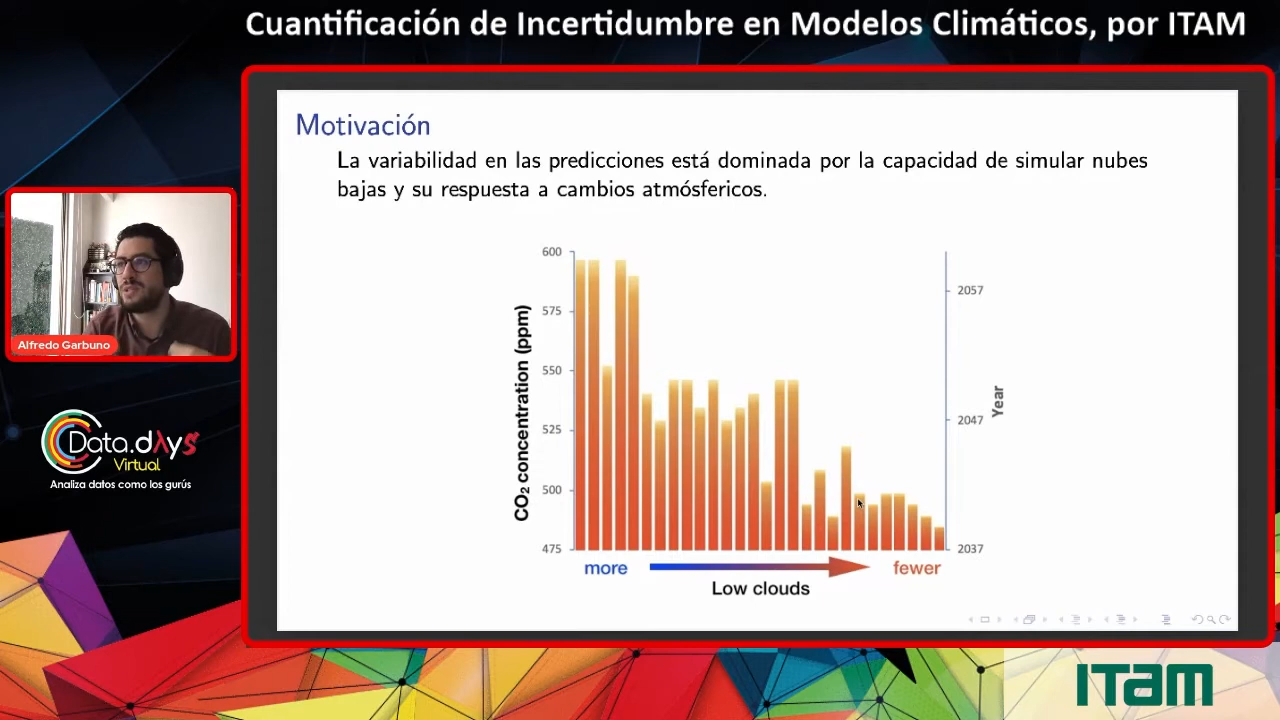 Cuantificación de Incertidumbre en Modelos Climáticos, por ITAM
Motivación
La variabilidad en las predicciones está dominada por la capacidad de simular nubes
bajas y su respuesta a cambios atmósfericos.
600
575
550
525
500
475
CO₂ concentration (ppm)
2057
2047
2037
Year
more
fewer
Low clouds
Alfredo Garbuno
Data.dAys
Virtual
Analiza datos como los gurús
ITAM